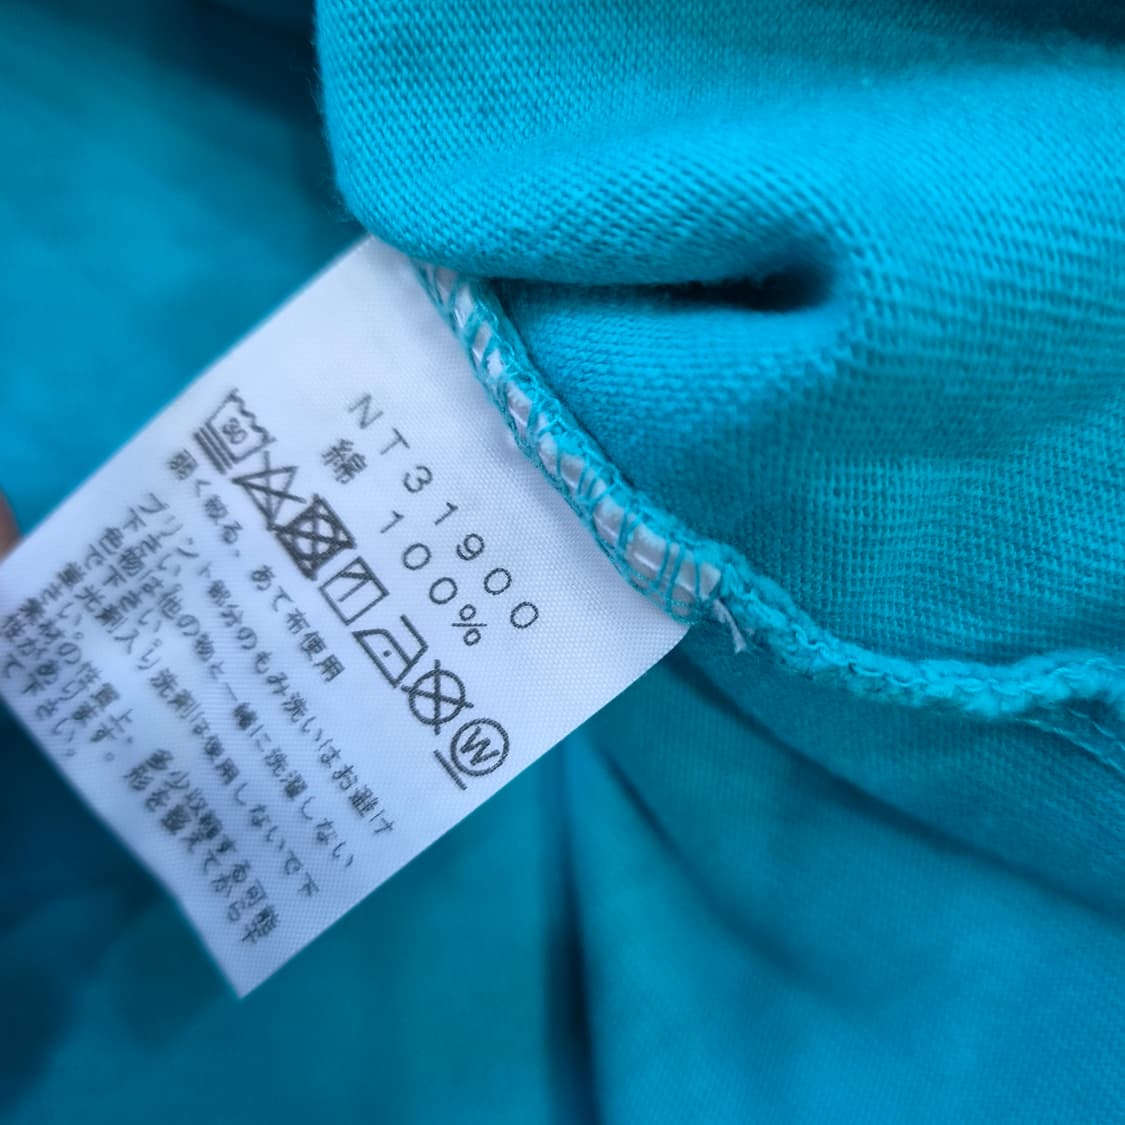 NT31900
綿 100%
30
W
弱く絞る。 あて布使用
プリント部分のもみ洗いはお避け
下さい。他の物と一緒に洗濯しない
で下さい。
蛍光剤入り洗剤は使用しないで下
さい。
素材の性質上、 多少収縮する可能
性があります。 形を整えてから干
して下さい。